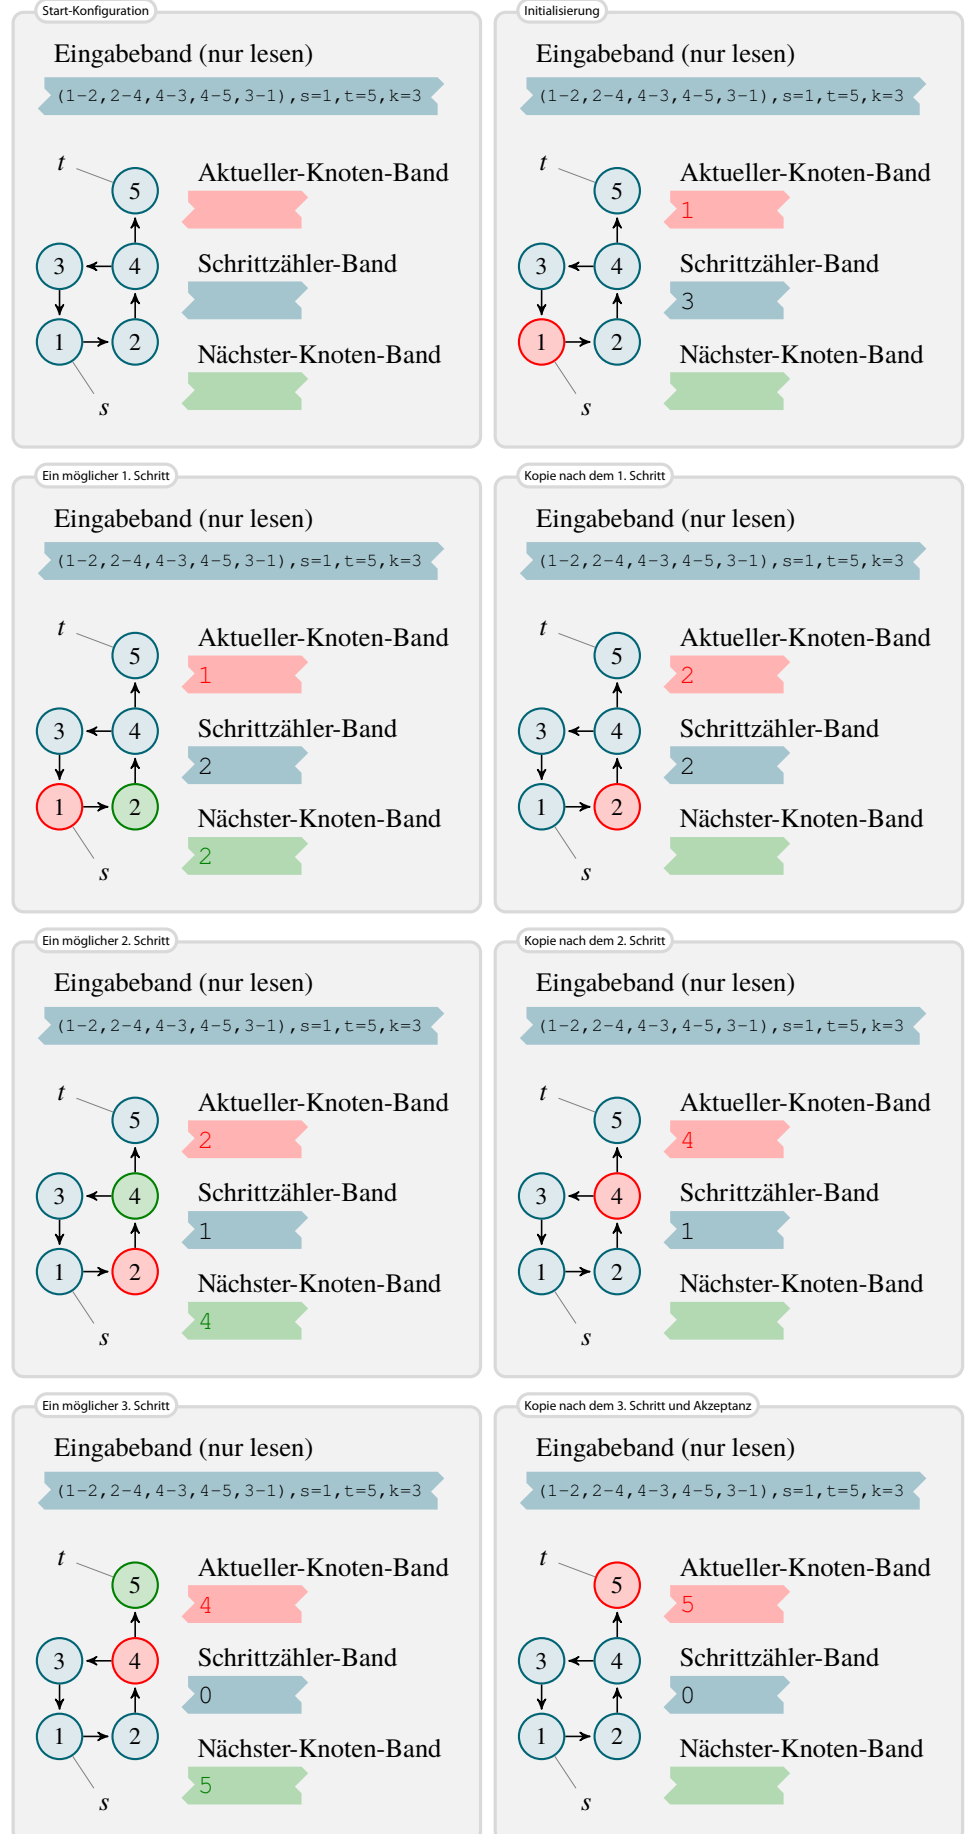 Start-Konfiguration
Eingabeband (nur lesen)
(1-2,2-4,4-3,4-5,3-1),s=1,t=5,k=3
t
5
Aktueller-Knoten-Band
3
4
Schrittzähler-Band
1
2
Nächster-Knoten-Band
s
Initialisierung
Eingabeband (nur lesen)
(1-2,2-4,4-3,4-5,3-1),s=1,t=5,k=3
t
5
Aktueller-Knoten-Band
1
3
4
Schrittzähler-Band
3
1
2
Nächster-Knoten-Band
s
Ein möglicher 1. Schritt
Eingabeband (nur lesen)
(1-2,2-4,4-3,4-5,3-1),s=1,t=5,k=3
t
5
Aktueller-Knoten-Band
1
3
4
Schrittzähler-Band
2
1
2
Nächster-Knoten-Band
2
s
Kopie nach dem 1. Schritt
Eingabeband (nur lesen)
(1-2,2-4,4-3,4-5,3-1),s=1,t=5,k=3
t
5
Aktueller-Knoten-Band
2
3
4
Schrittzähler-Band
2
1
2
Nächster-Knoten-Band
s
Ein möglicher 2. Schritt
Eingabeband (nur lesen)
(1-2,2-4,4-3,4-5,3-1),s=1,t=5,k=3
t
5
Aktueller-Knoten-Band
2
3
4
Schrittzähler-Band
1
1
2
Nächster-Knoten-Band
4
s
Kopie nach dem 2. Schritt
Eingabeband (nur lesen)
(1-2,2-4,4-3,4-5,3-1),s=1,t=5,k=3
t
5
Aktueller-Knoten-Band
4
3
4
Schrittzähler-Band
1
1
2
Nächster-Knoten-Band
s
Ein möglicher 3. Schritt
Eingabeband (nur lesen)
(1-2,2-4,4-3,4-5,3-1),s=1,t=5,k=3
t
5
Aktueller-Knoten-Band
4
3
4
Schrittzähler-Band
0
1
2
Nächster-Knoten-Band
5
s
Kopie nach dem 3. Schritt und Akzeptanz
Eingabeband (nur lesen)
(1-2,2-4,4-3,4-5,3-1),s=1,t=5,k=3
t
5
Aktueller-Knoten-Band
5
3
4
Schrittzähler-Band
0
1
2
Nächster-Knoten-Band
s